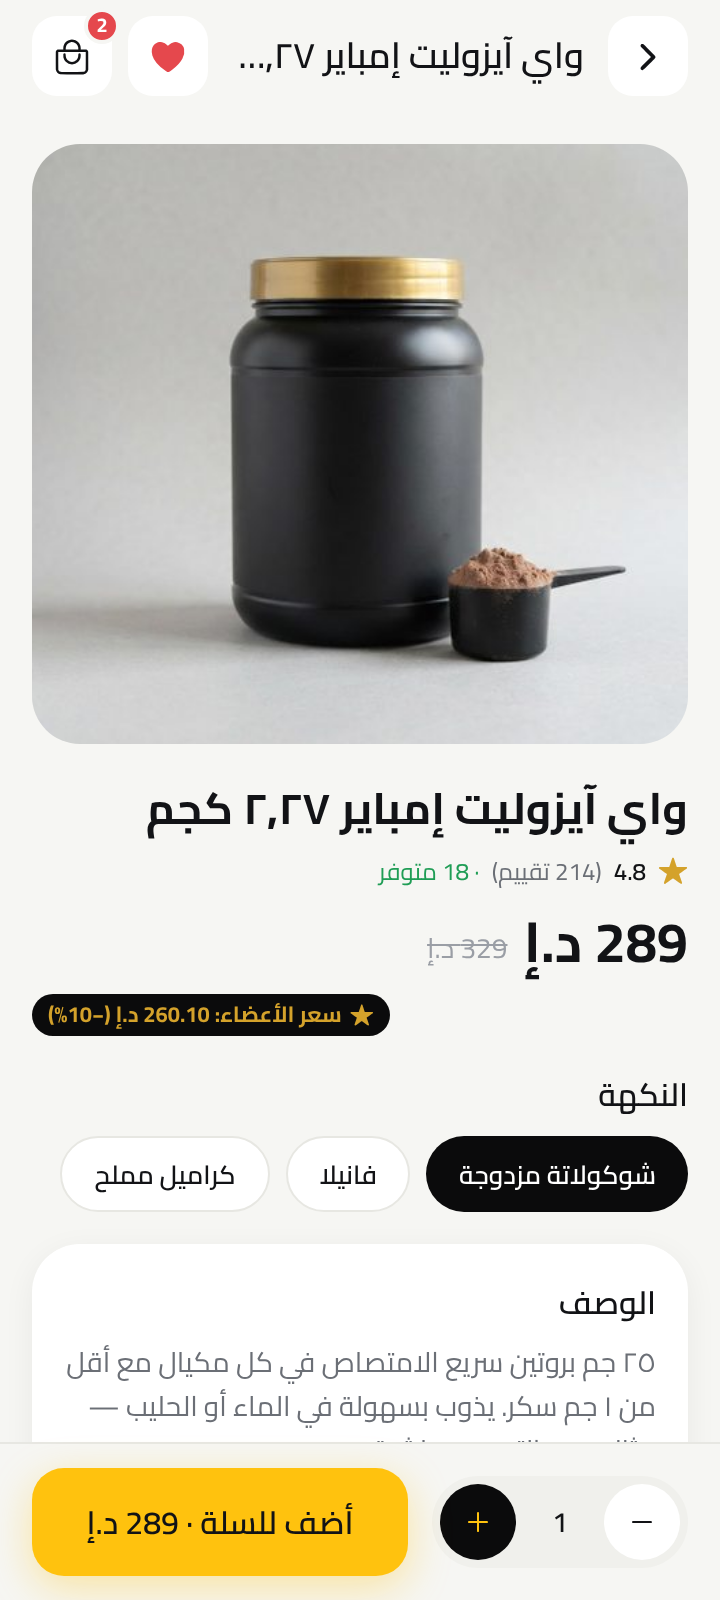 واي آيزوليت إمباير ٢,٢٧...
2
واي آيزوليت إمباير ٢,٢٧ كجم
4.8 (214 تقييم) · 18 متوفر
289 د.إ 329 د.إ
سعر الأعضاء: 260.10 د.إ (−10%)
النكهة
شوكولاتة مزدوجة
فانيلا
كراميل مملح
الوصف
٢٥ جم بروتين سريع الامتصاص في كل مكيال مع أقل
من ١ جم سكر. يذوب بسهولة في الماء أو الحليب —
− 1 +
أضف للسلة · 289 د.إ